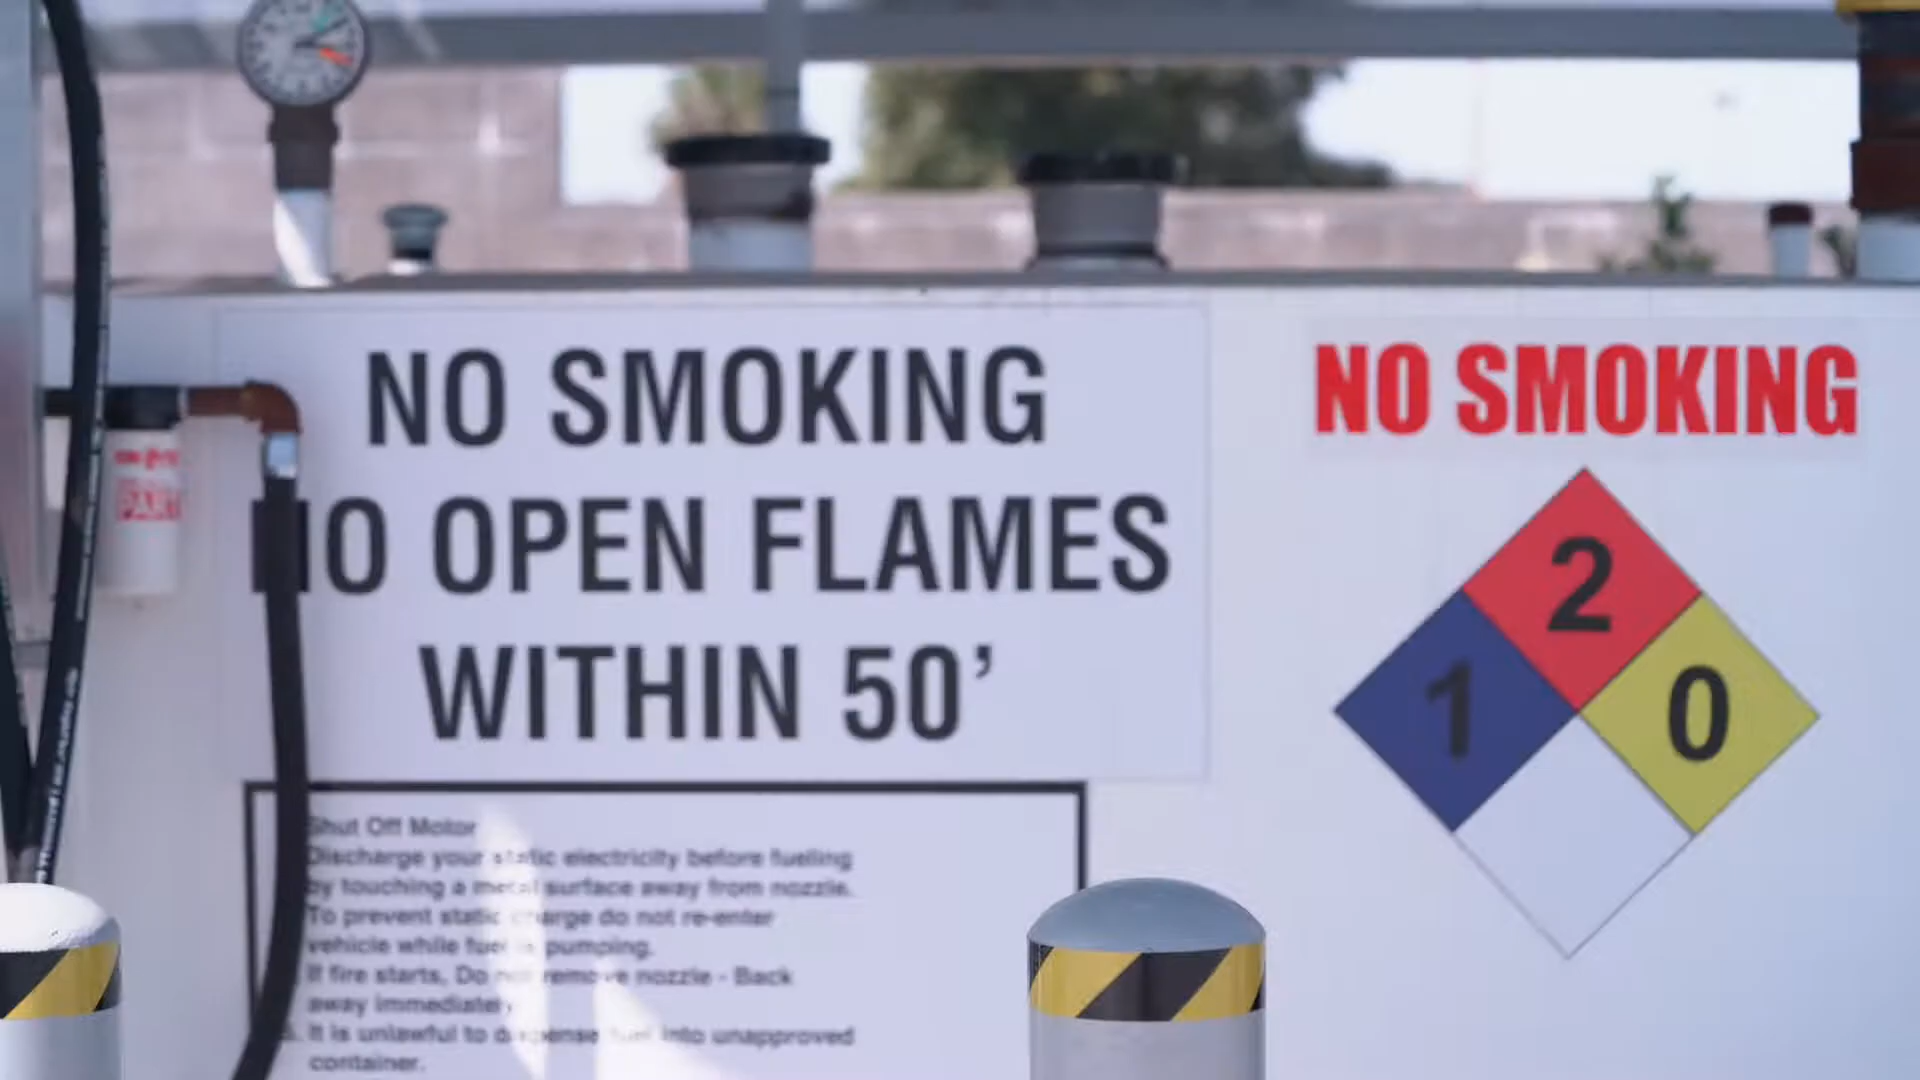 NO SMOKING
NO OPEN FLAMES
WITHIN 50’
NO SMOKING
2
1
0
PART
Shut Off Motor
Discharge your static electricity before fueling
by touching a metal surface away from nozzle.
To prevent static charge do not re-enter
vehicle while fuel is pumping.
If fire starts, Do not remove nozzle - Back
away immediately
It is unlawful to dispense fuel into unapproved
container.